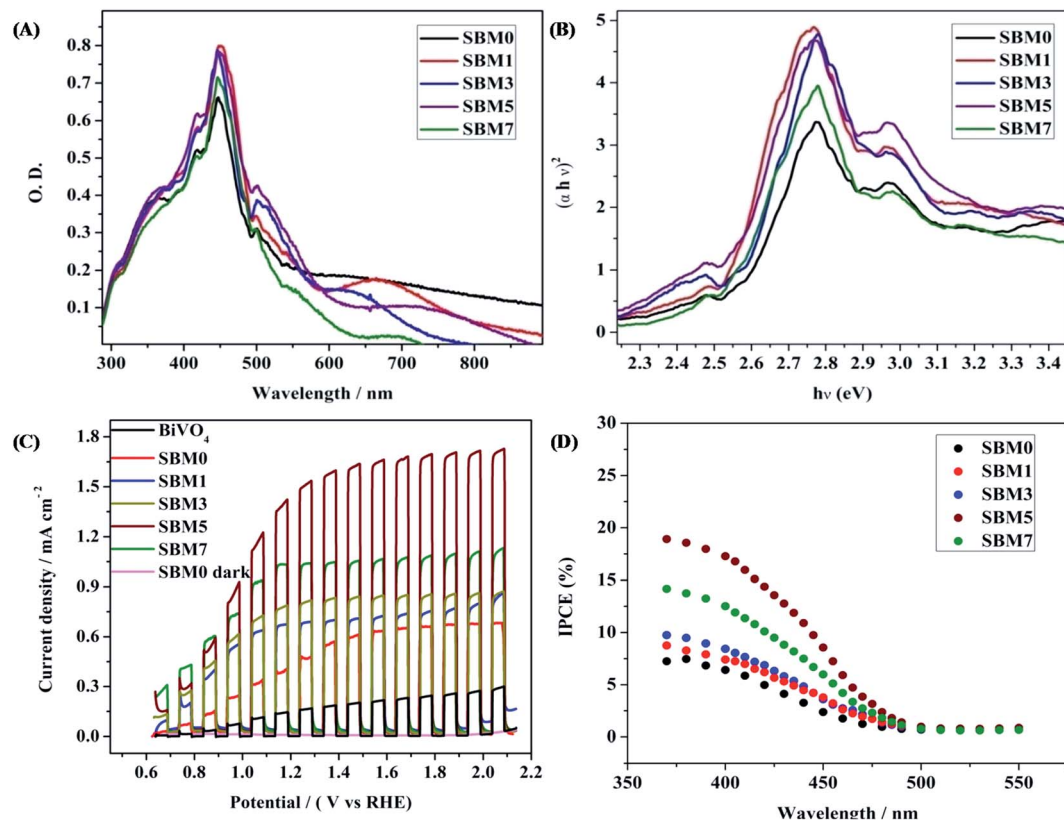 (A)
SBM0
SBM1
SBM3
SBM5
SBM7
0.8
0.7
0.6
0.5
0.4
0.3
0.2
0.1
O. D.
300 400 500 600 700 800
Wavelength / nm
(B)
SBM0
SBM1
SBM3
SBM5
SBM7
5
4
3
2
1
0
(α h ν)²
2.3 2.4 2.5 2.6 2.7 2.8 2.9 3.0 3.1 3.2 3.3 3.4
hν (eV)
(C)
BiVO₄
SBM0
SBM1
SBM3
SBM5
SBM7
SBM0 dark
1.8
1.5
1.2
0.9
0.6
0.3
0.0
Current density / mA cm⁻²
0.6 0.8 1.0 1.2 1.4 1.6 1.8 2.0 2.2
Potential / ( V vs RHE)
(D)
SBM0
SBM1
SBM3
SBM5
SBM7
30
25
20
15
10
5
0
IPCE (%)
350 400 450 500 550
Wavelength / nm